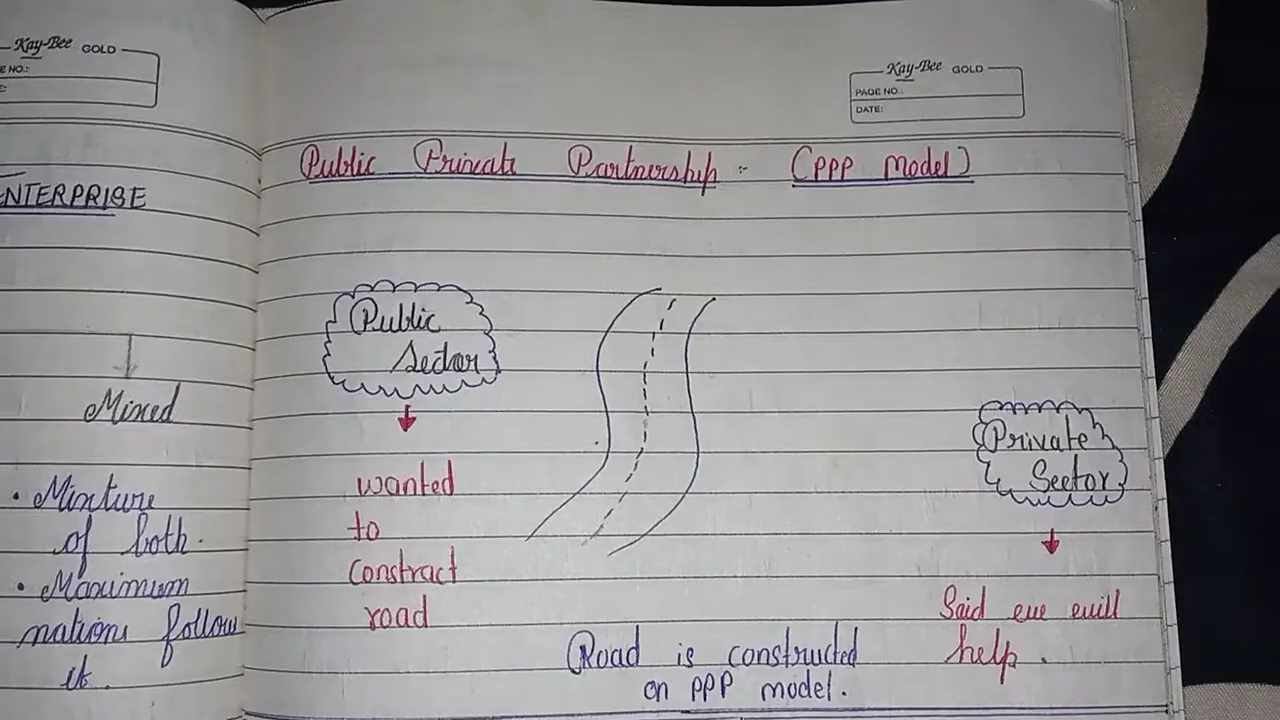 Kay-Bee GOLD
E NO.:
E:
ENTERPRISE
Mixed
• Mixture
of both.
• Maximum
nations follow
it.
Kay-Bee GOLD
PAGE NO.:
DATE:
Public Private Partnership :- (PPP model)
Public
Sector
wanted
to
constract
road
Private
Sector
Said we will
help.
Road is constructed
on PPP model.